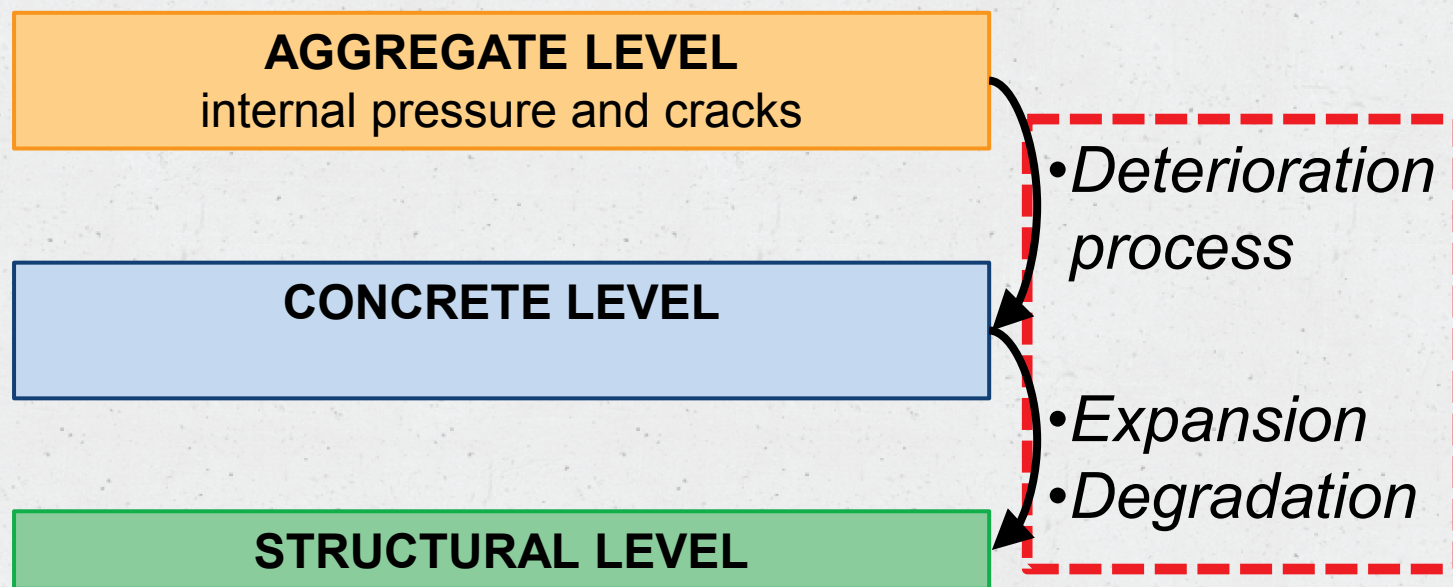 AGGREGATE LEVEL
internal pressure and cracks
•Deterioration
process
CONCRETE LEVEL
•Expansion
•Degradation
STRUCTURAL LEVEL